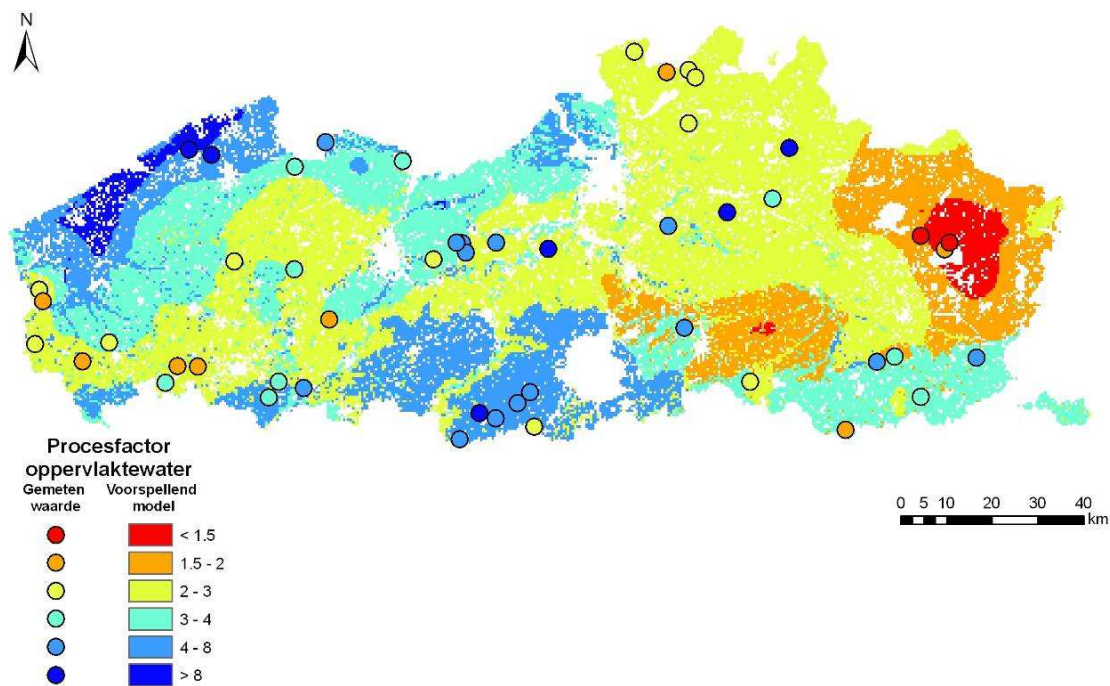 N
Procesfactor
oppervlaktewater
Gemeten Voorspellend
waarde model
< 1.5
1.5 - 2
2 - 3
3 - 4
4 - 8
> 8
0 5 10 20 30 40
km